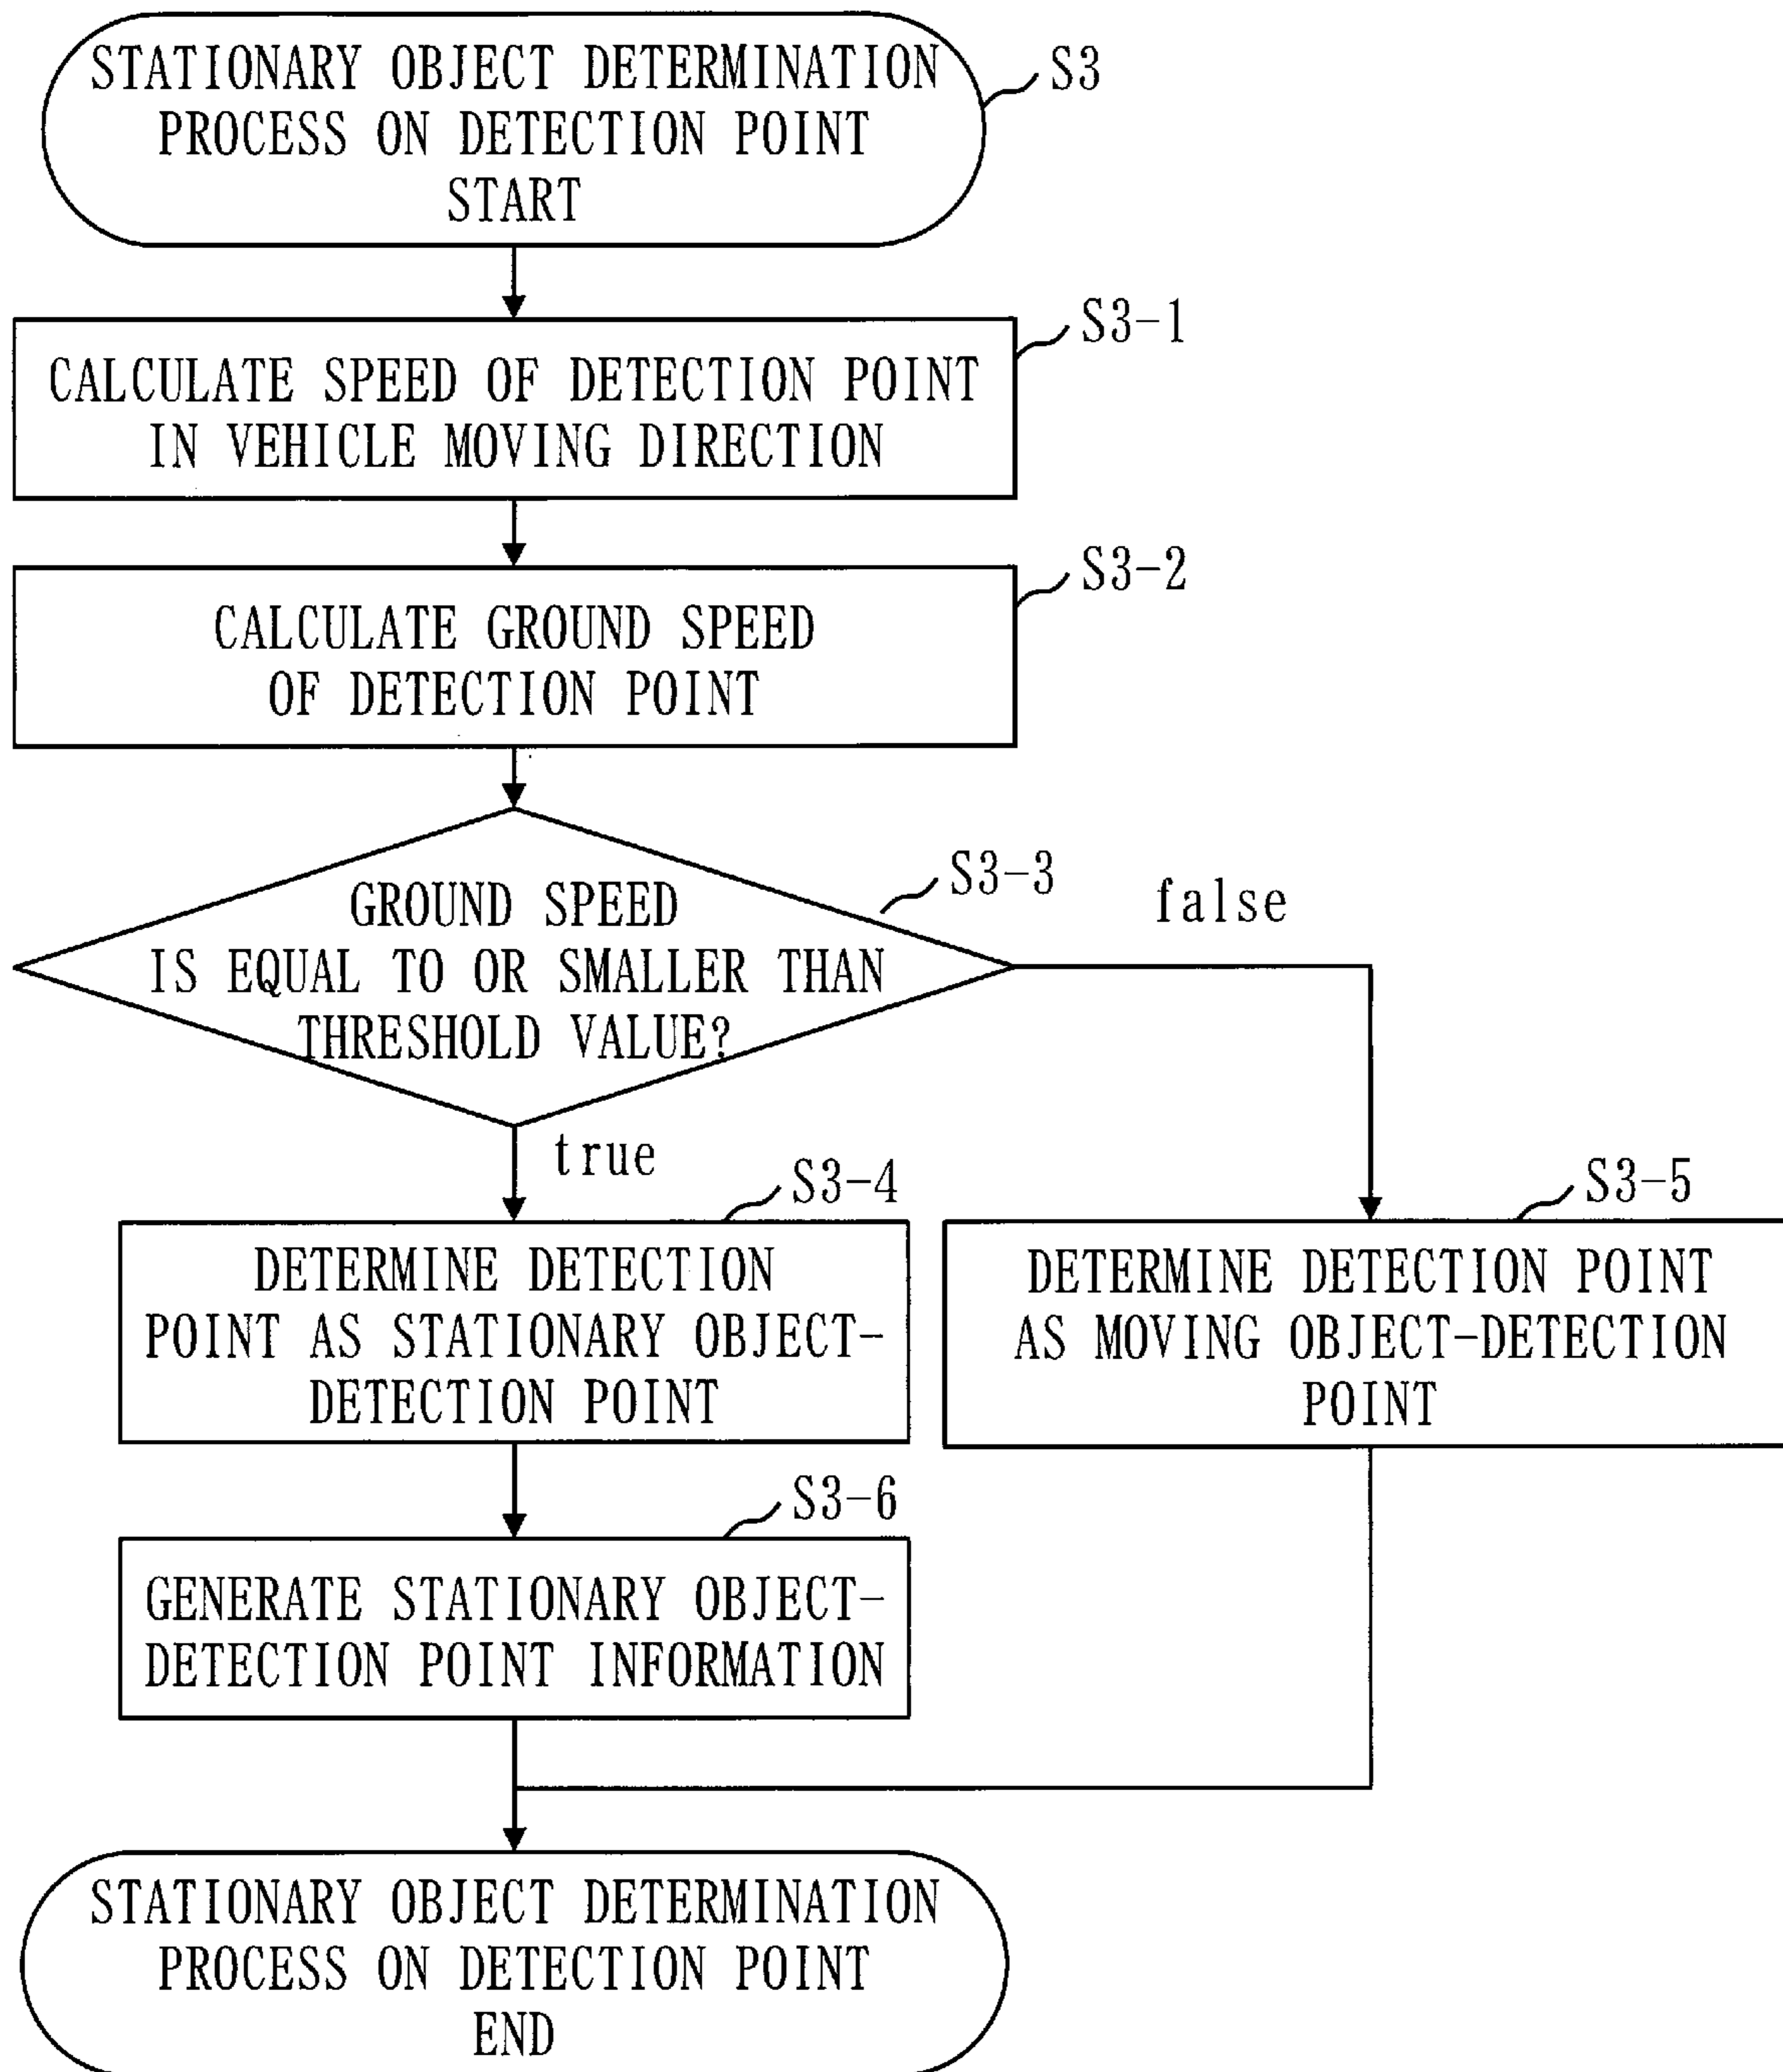 STATIONARY OBJECT DETERMINATION
PROCESS ON DETECTION POINT
START
S3
S3-1
CALCULATE SPEED OF DETECTION POINT
IN VEHICLE MOVING DIRECTION
S3-2
CALCULATE GROUND SPEED
OF DETECTION POINT
S3-3
false
GROUND SPEED
IS EQUAL TO OR SMALLER THAN
THRESHOLD VALUE?
true
S3-4
DETERMINE DETECTION
POINT AS STATIONARY OBJECT-
DETECTION POINT
S3-5
DETERMINE DETECTION POINT
AS MOVING OBJECT-DETECTION
POINT
S3-6
GENERATE STATIONARY OBJECT-
DETECTION POINT INFORMATION
STATIONARY OBJECT DETERMINATION
PROCESS ON DETECTION POINT
END